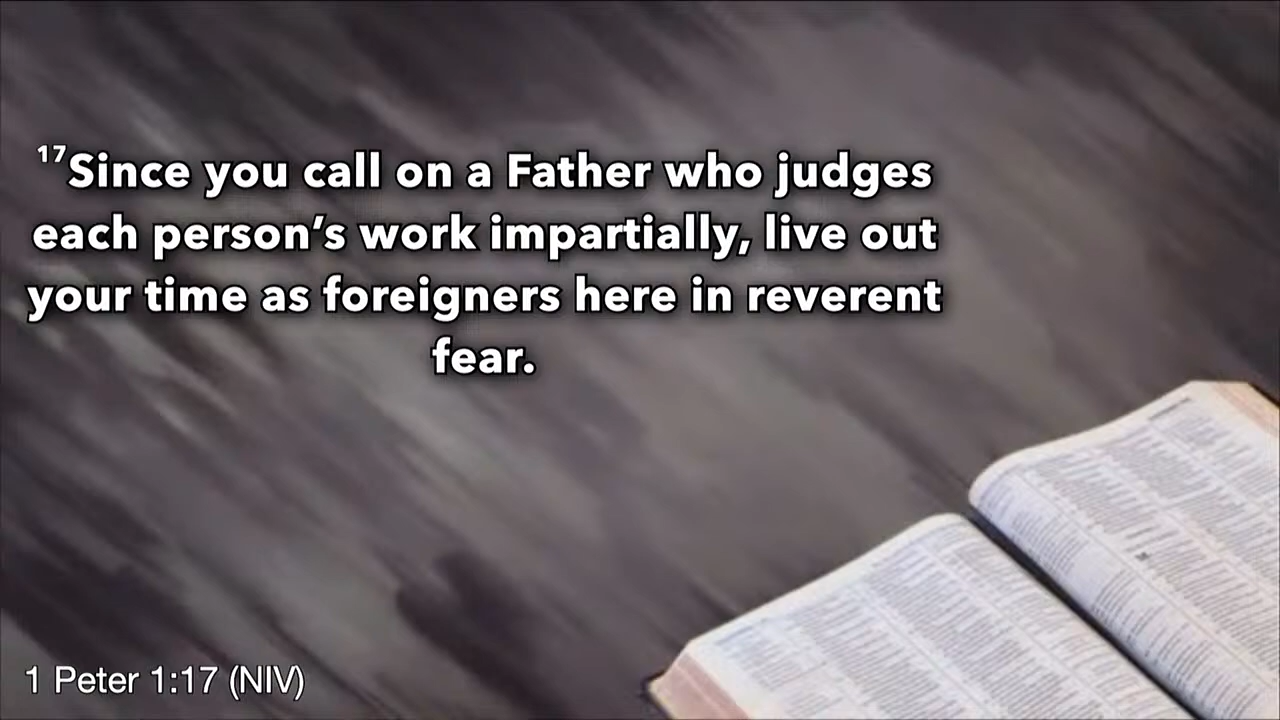 ¹⁷Since you call on a Father who judges
each person’s work impartially, live out
your time as foreigners here in reverent
fear.
1 Peter 1:17 (NIV)